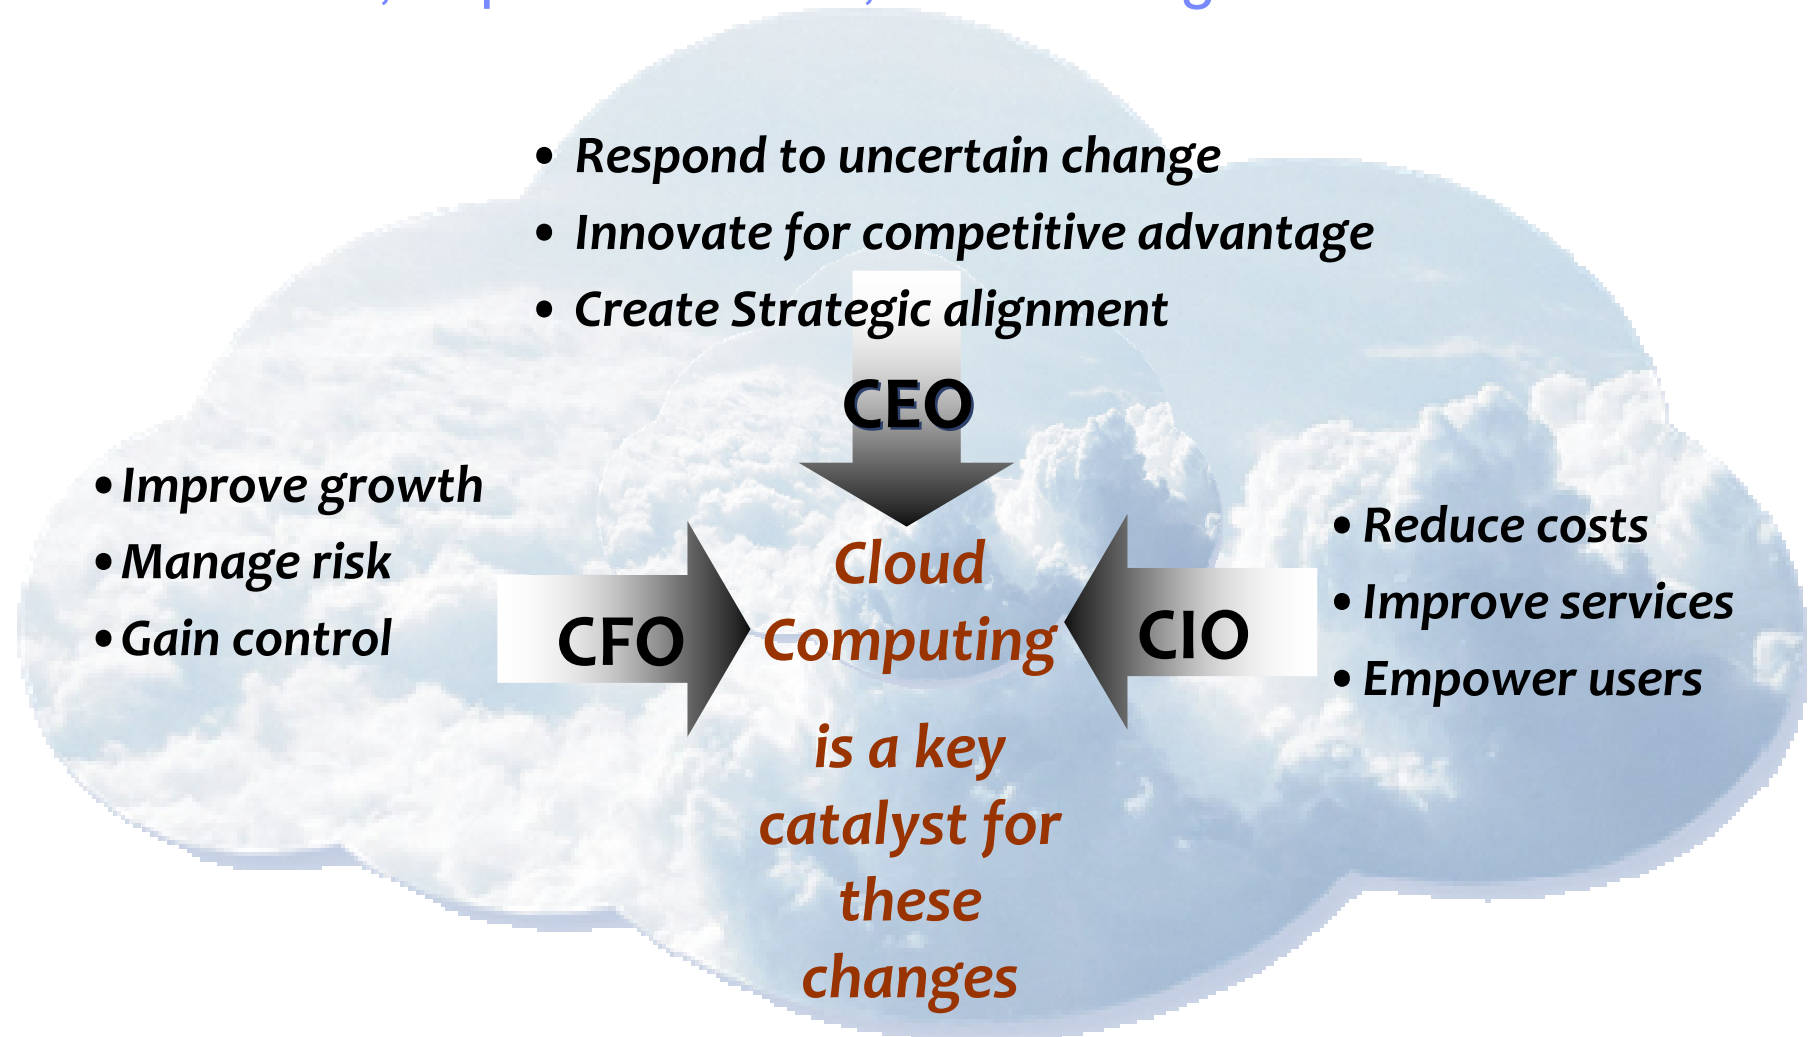 • Respond to uncertain change
• Innovate for competitive advantage
• Create Strategic alignment
CEO
•Improve growth
•Manage risk
•Gain control
CFO
Cloud
Computing
is a key
catalyst for
these
changes
CIO
•Reduce costs
•Improve services
•Empower users